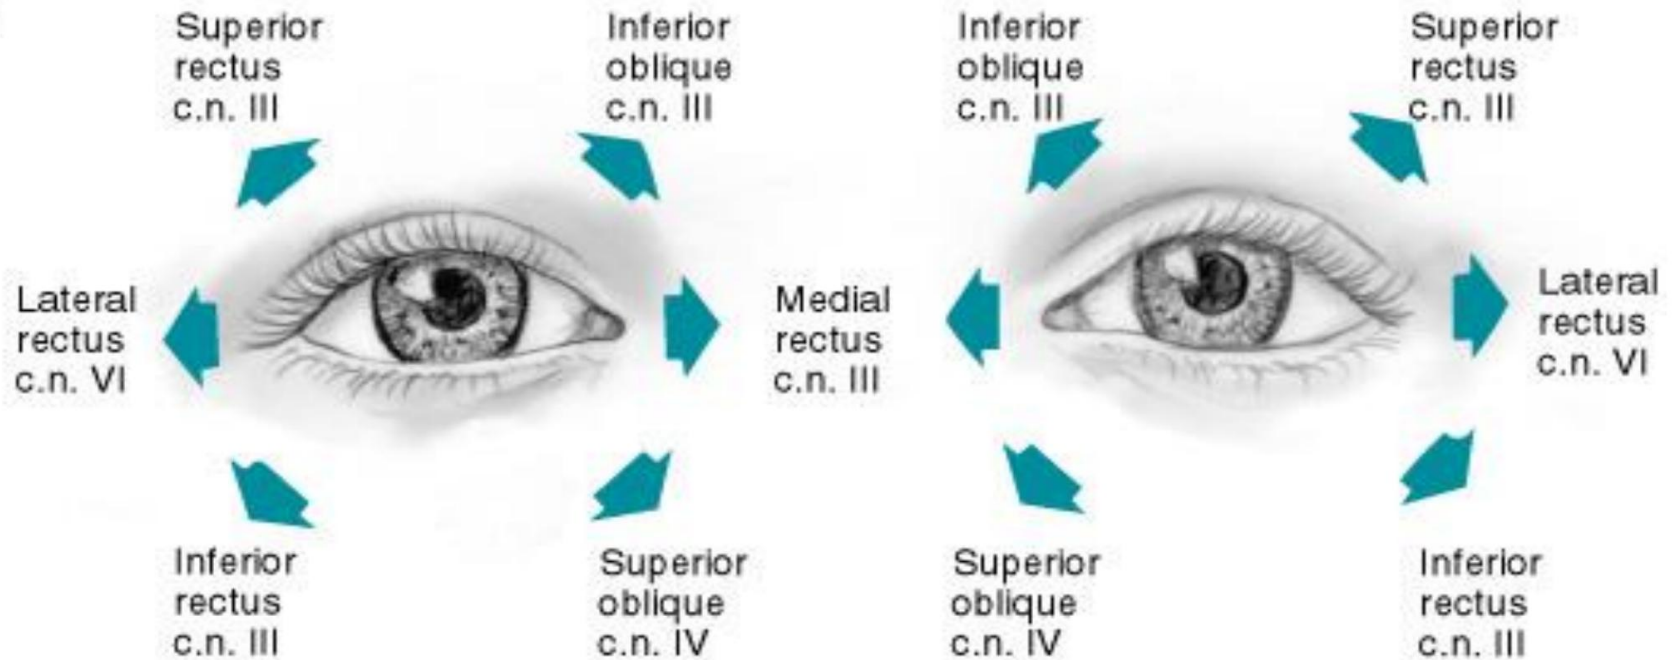 Superior
rectus
c.n. III
Inferior
oblique
c.n. III
Inferior
oblique
c.n. III
Superior
rectus
c.n. III
Lateral
rectus
c.n. VI
Medial
rectus
c.n. III
Lateral
rectus
c.n. VI
Inferior
rectus
c.n. III
Superior
oblique
c.n. IV
Superior
oblique
c.n. IV
Inferior
rectus
c.n. III